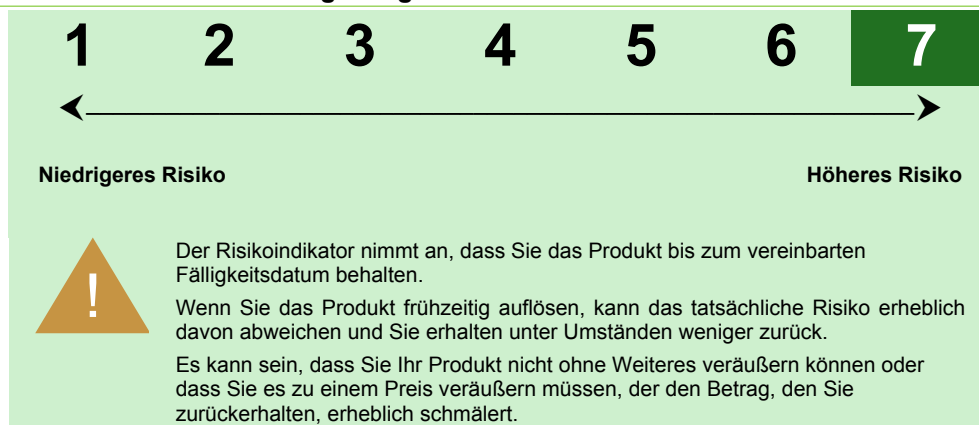 1 2 3 4 5 6 7
Niedrigeres Risiko Höheres Risiko
!
Der Risikoindikator nimmt an, dass Sie das Produkt bis zum vereinbarten
Fälligkeitsdatum behalten.
Wenn Sie das Produkt frühzeitig auflösen, kann das tatsächliche Risiko erheblich
davon abweichen und Sie erhalten unter Umständen weniger zurück.
Es kann sein, dass Sie Ihr Produkt nicht ohne Weiteres veräußern können oder
dass Sie es zu einem Preis veräußern müssen, der den Betrag, den Sie
zurückerhalten, erheblich schmälert.